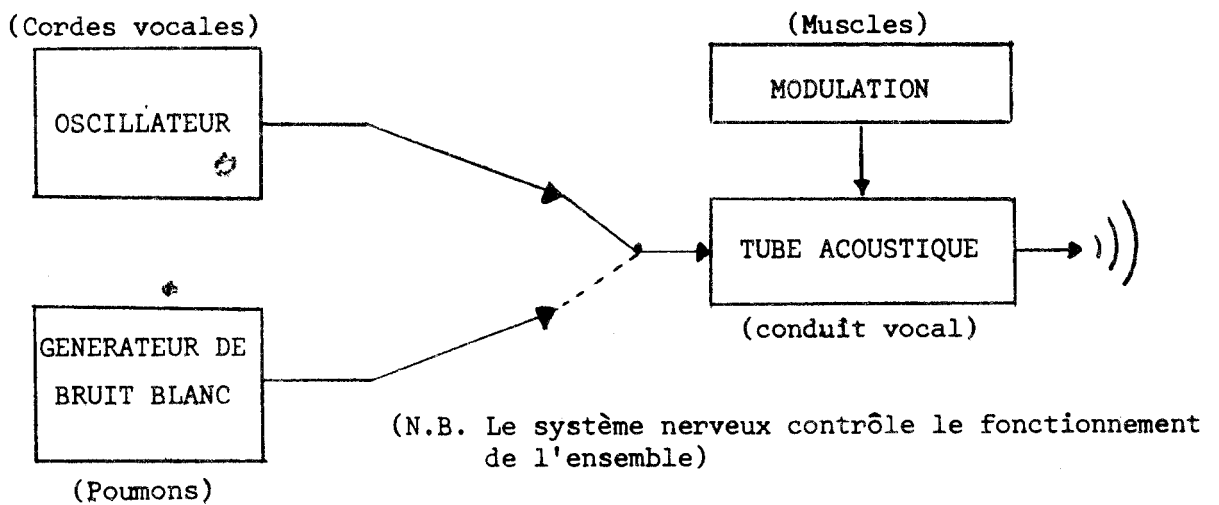 (Cordes vocales)
OSCILLATEUR
(Muscles)
MODULATION
TUBE ACOUSTIQUE
(conduit vocal)
GENERATEUR DE
BRUIT BLANC
(Poumons)
(N.B. Le système nerveux contrôle le fonctionnement
de l'ensemble)